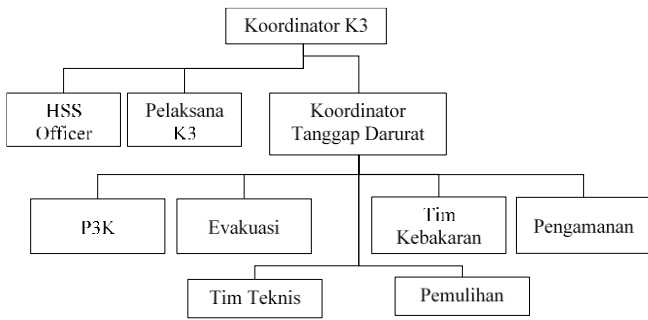 Koordinator K3
HSS
Officer
Pelaksana
K3
Koordinator
Tanggap Darurat
P3K
Evakuasi
Tim
Kebakaran
Pengamanan
Tim Teknis
Pemulihan